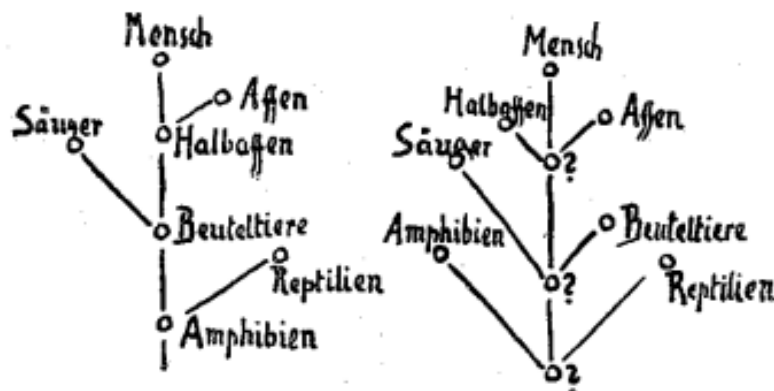 Mensch
Affen
Säuger
Halbaffen
Beuteltiere
Reptilien
Amphibien
Mensch
Halbaffen
Affen
Säuger
?
Amphibien
Beuteltiere
?
Reptilien
?